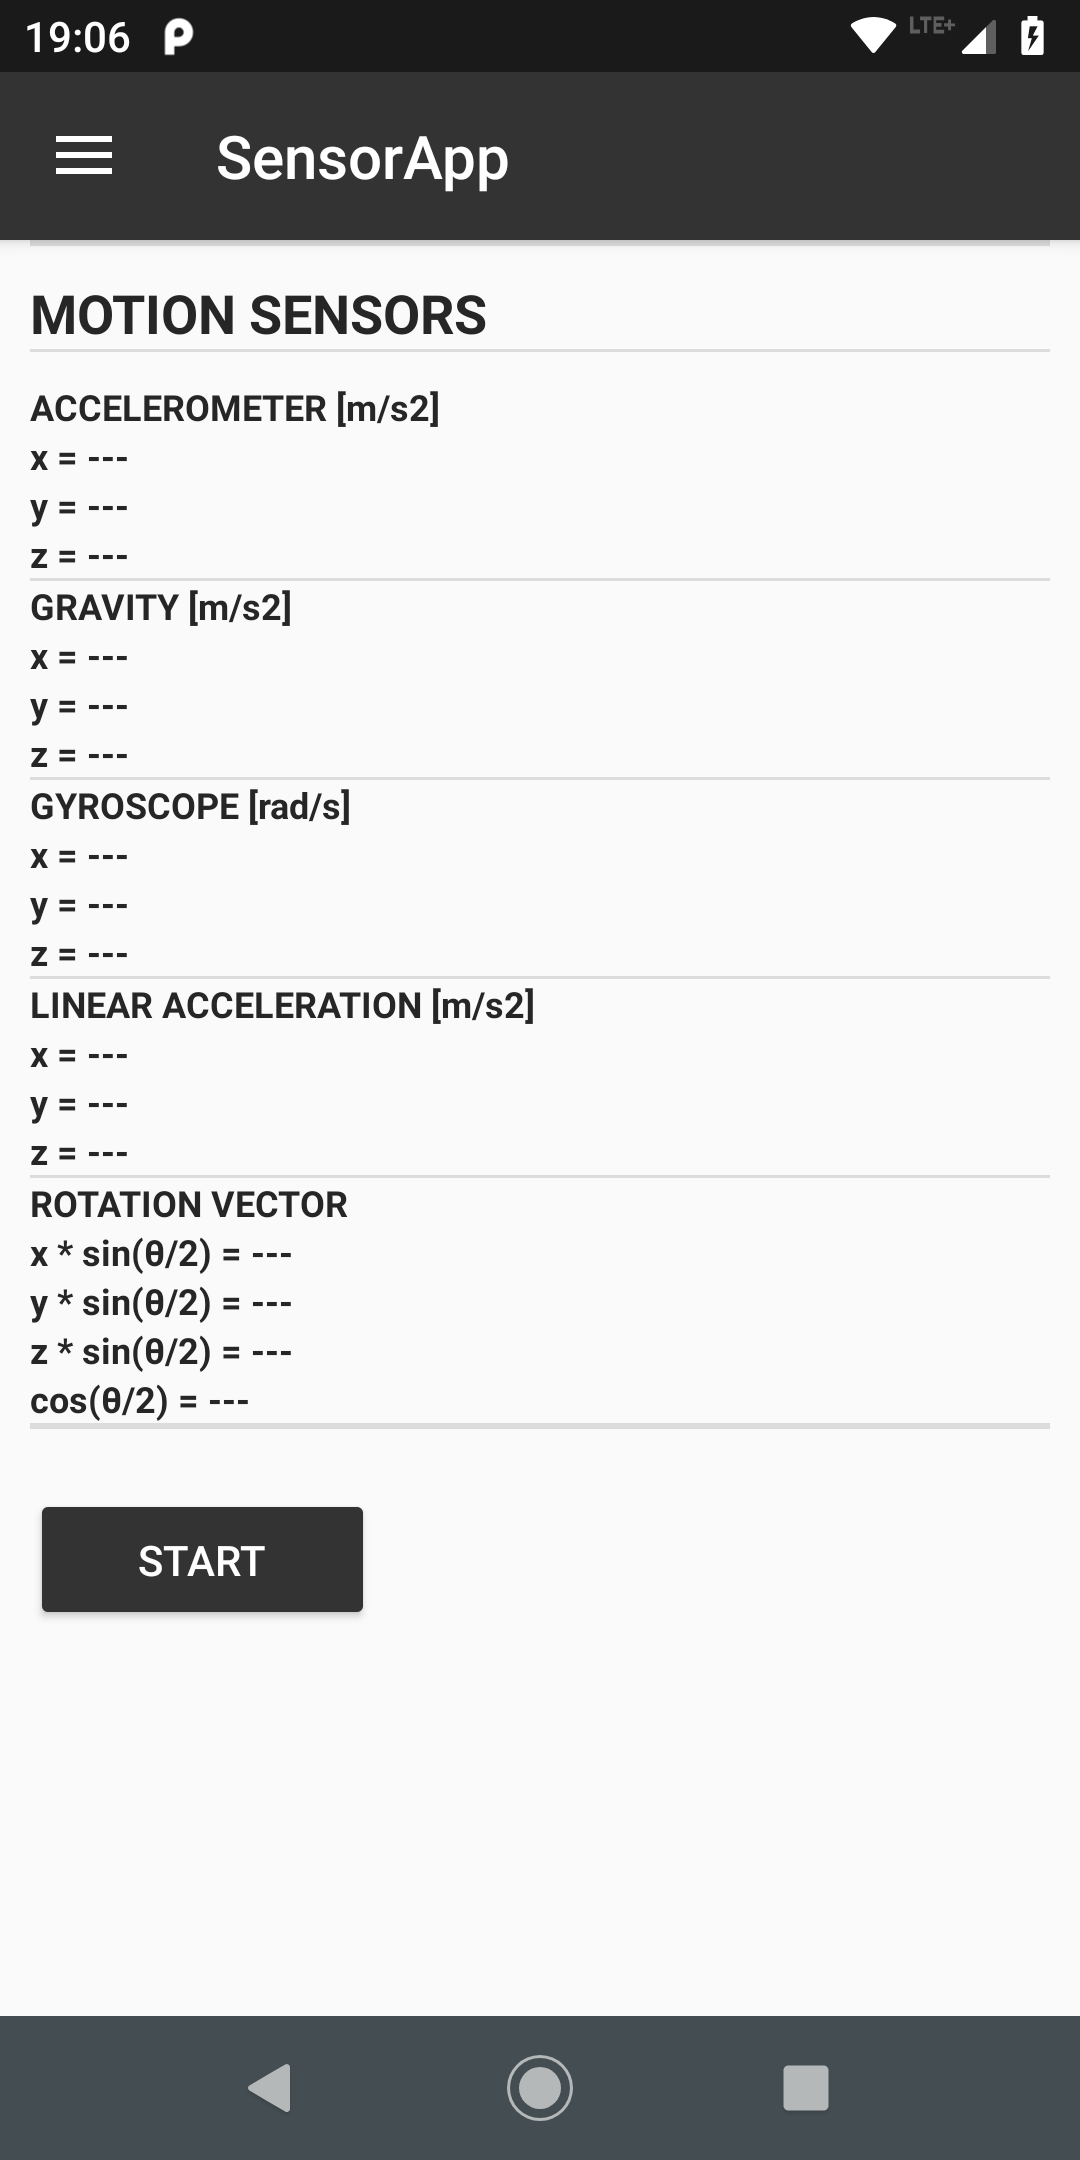 19:06
LTE+
SensorApp
MOTION SENSORS
ACCELEROMETER [m/s2]
x = ---
y = ---
z = ---
GRAVITY [m/s2]
x = ---
y = ---
z = ---
GYROSCOPE [rad/s]
x = ---
y = ---
z = ---
LINEAR ACCELERATION [m/s2]
x = ---
y = ---
z = ---
ROTATION VECTOR
x * sin(θ/2) = ---
y * sin(θ/2) = ---
z * sin(θ/2) = ---
cos(θ/2) = ---
START